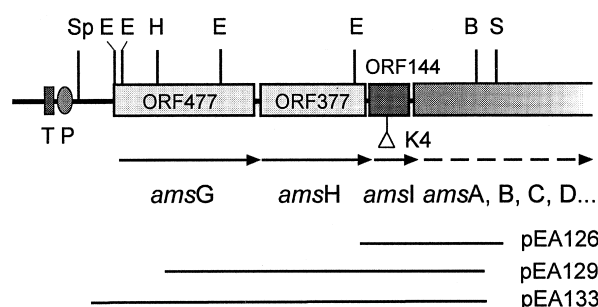 Sp E E H E E B S
ORF144
ORF477 ORF377
T P K4
amsG amsH amsI amsA, B, C, D...
pEA126
pEA129
pEA133